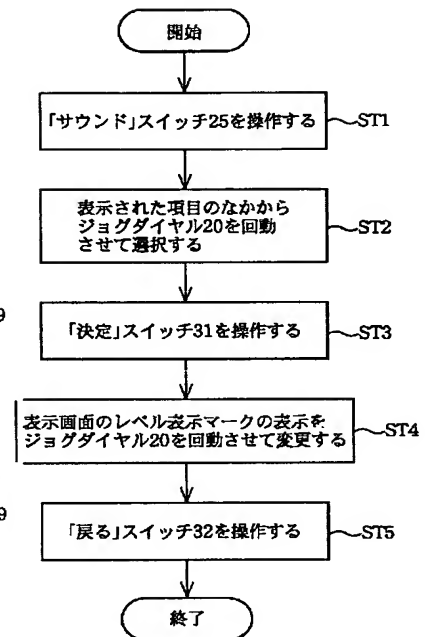 開始
「サウンド」スイッチ25を操作する
ST1
表示された項目のなかから
ジョグダイヤル20を回動
させて選択する
ST2
9
「決定」スイッチ31を操作する
ST3
表示画面のレベル表示マークの表示を
ジョグダイヤル20を回動させて変更する
ST4
9
「戻る」スイッチ32を操作する
ST5
終了